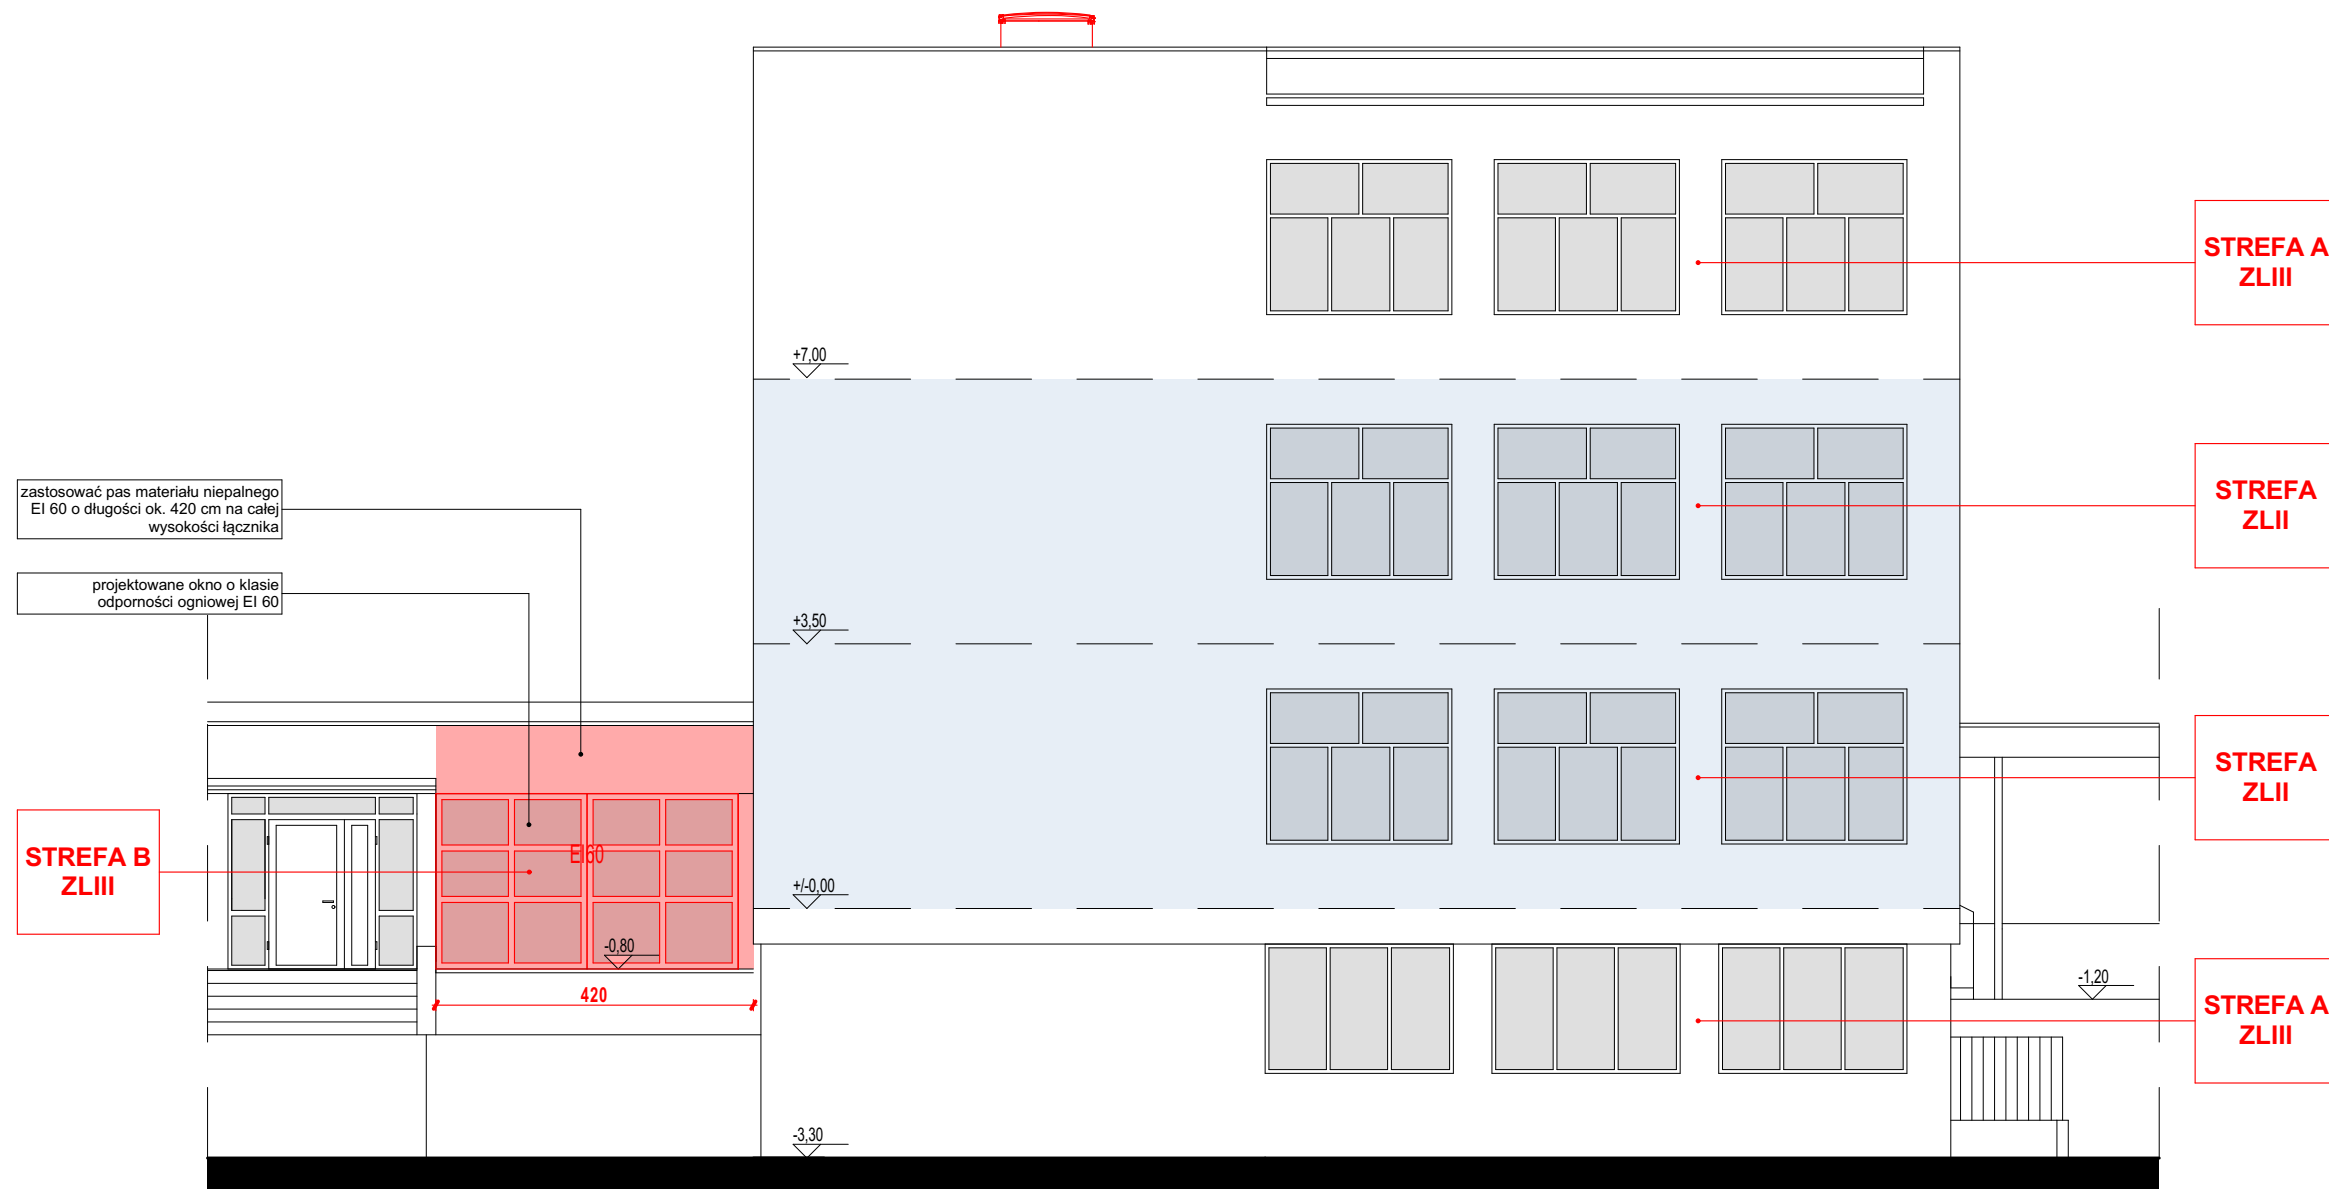 STREFA A
ZLIII
+7,00
zastosować pas materiału niepalnego
EI 60 o długości ok. 420 cm na całej
wysokości łącznika
STREFA
ZLII
projektowane okno o klasie
odporności ogniowej EI 60
+3,50
STREFA
ZLII
STREFA B
ZLIII
EI60
+/-0,00
-0,80
420
-1,20
STREFA A
ZLIII
-3,30